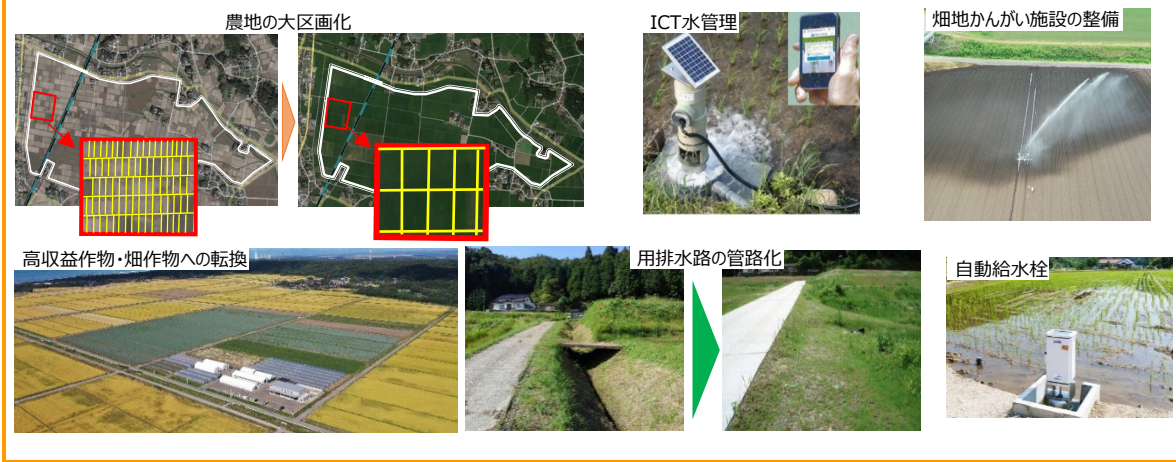 農地の大区画化
ICT水管理
畑地かんがい施設の整備
高収益作物・畑作物への転換
用排水路の管路化
自動給水栓